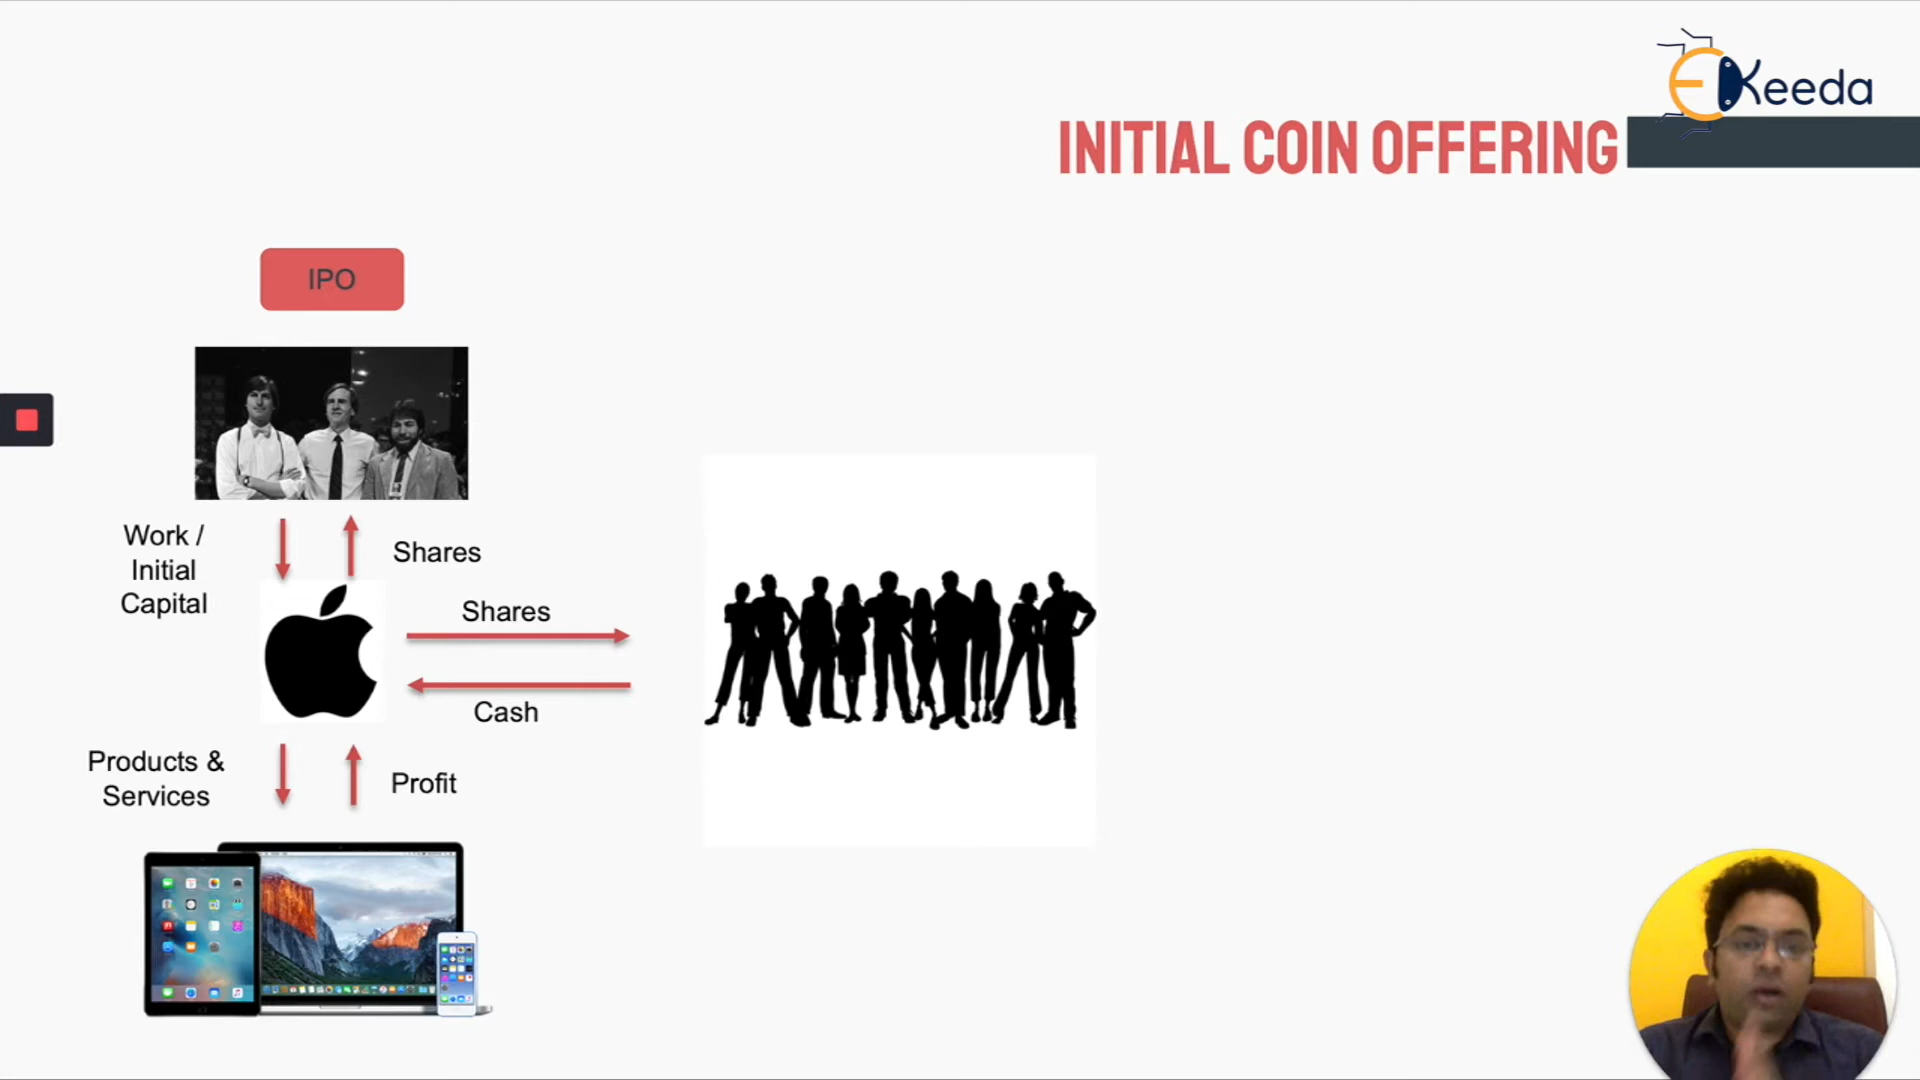 EKeeda
INITIAL COIN OFFERING
IPO
Work /
Initial
Capital
Shares
Shares
Cash
Products &
Services
Profit